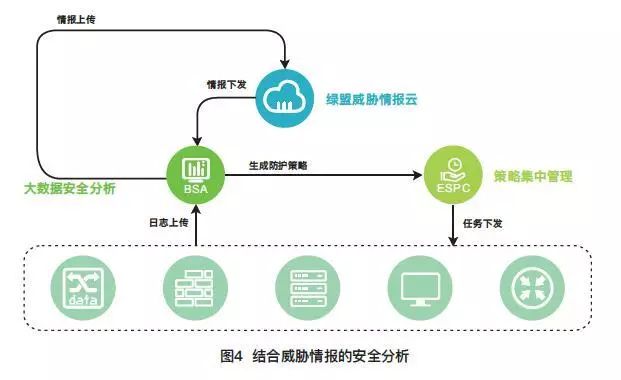 情报上传
情报下发
绿盟威胁情报云
生成防护策略
BSA
大数据安全分析
ESPC
策略集中管理
日志上传
任务下发
data
图4 结合威胁情报的安全分析